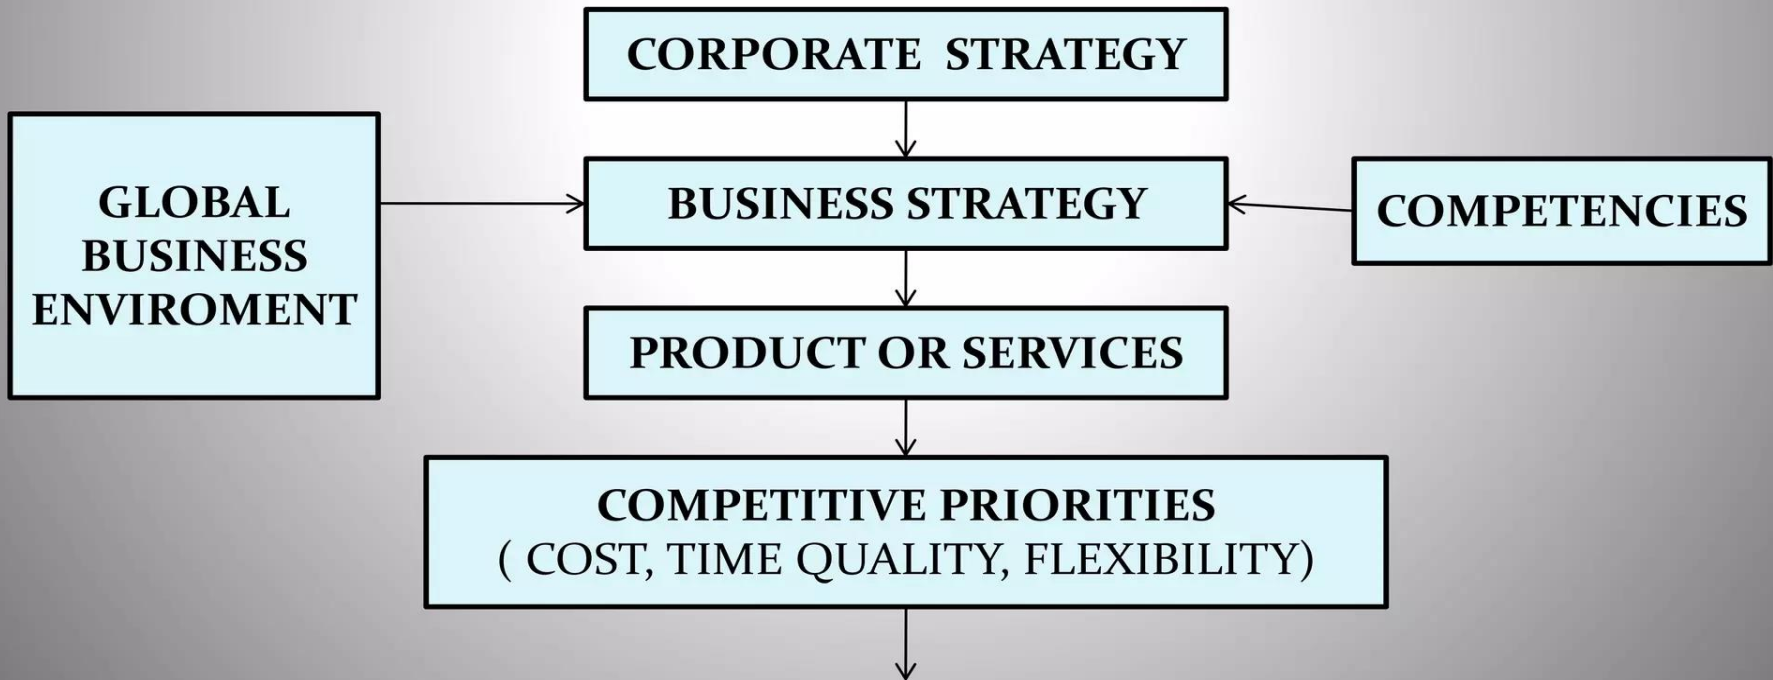 CORPORATE STRATEGY
GLOBAL
BUSINESS
ENVIROMENT
BUSINESS STRATEGY
COMPETENCIES
PRODUCT OR SERVICES
COMPETITIVE PRIORITIES
( COST, TIME QUALITY, FLEXIBILITY)